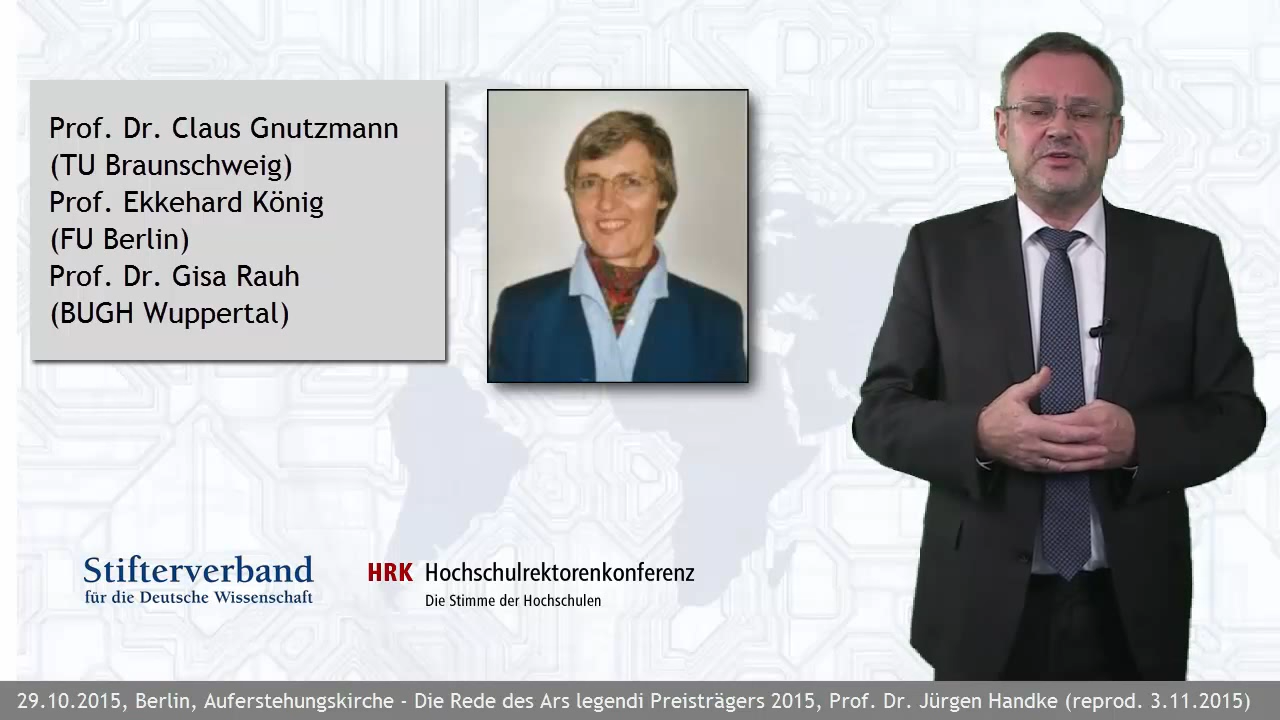 Prof. Dr. Claus Gnutzmann
(TU Braunschweig)
Prof. Ekkehard König
(FU Berlin)
Prof. Dr. Gisa Rauh
(BUGH Wuppertal)
Stifterverband
für die Deutsche Wissenschaft
HRK Hochschulrektorenkonferenz
Die Stimme der Hochschulen
29.10.2015, Berlin, Auferstehungskirche - Die Rede des Ars legendi Preisträgers 2015, Prof. Dr. Jürgen Handke (reprod. 3.11.2015)